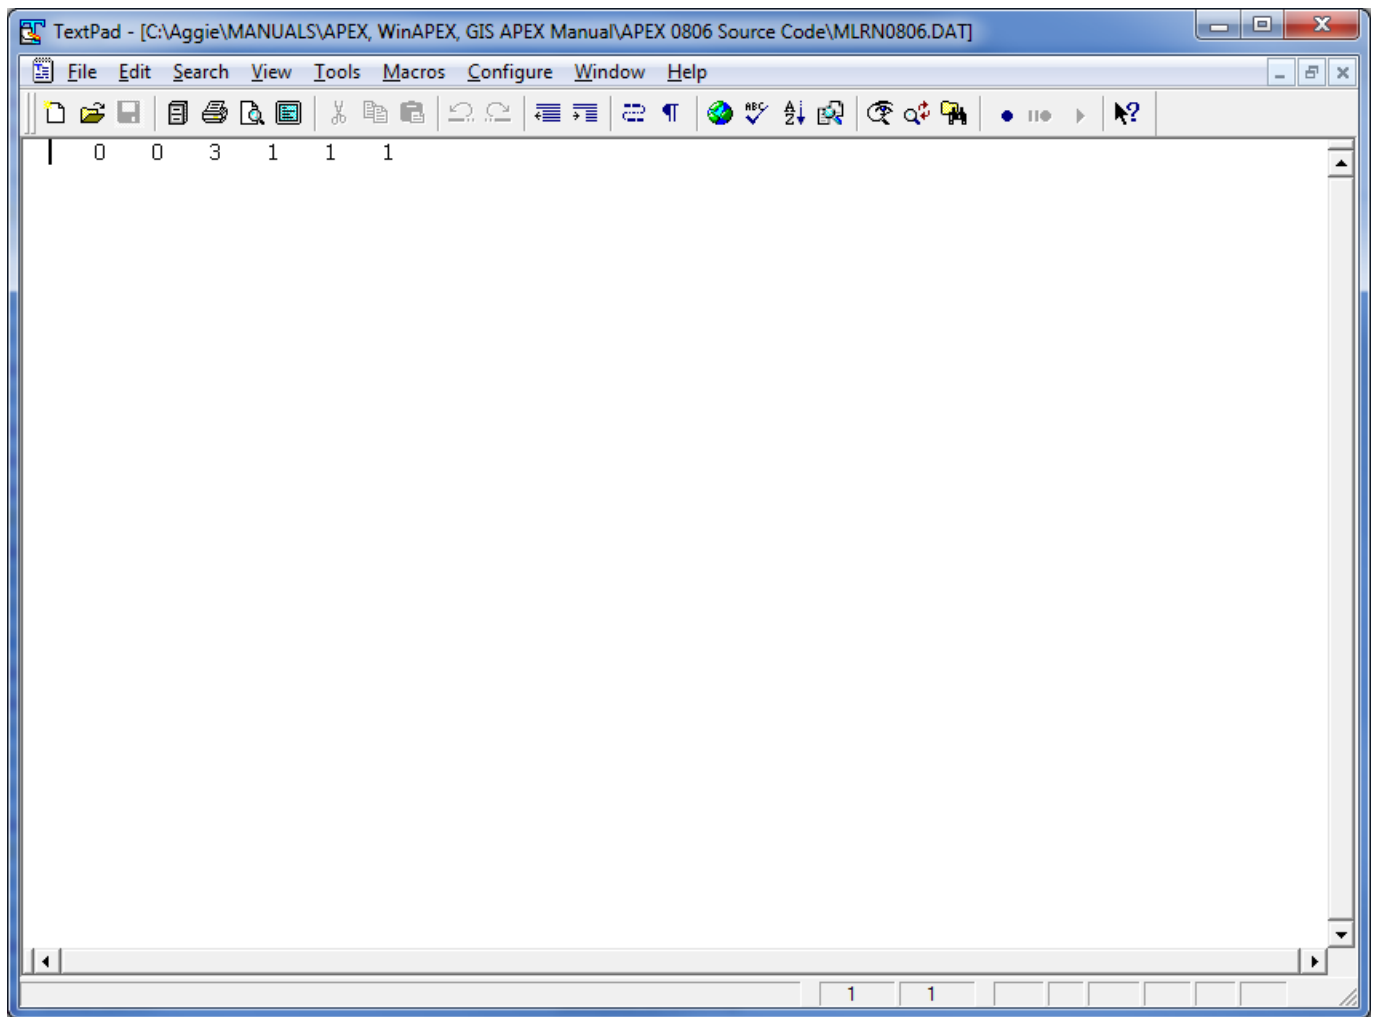 TextPad - [C:\Aggie\MANUALS\APEX, WinAPEX, GIS APEX Manual\APEX 0806 Source Code\MLRN0806.DAT]
File Edit Search View Tools Macros Configure Window Help
ABC A Z ?
0 0 3 1 1 1
1 1